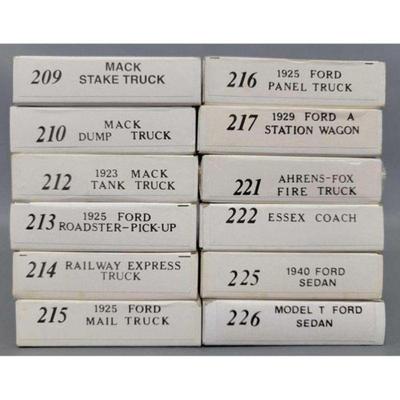 209 MACK
STAKE TRUCK
210 MACK
DUMP TRUCK
212 1923 MACK
TANK TRUCK
213 1925 FORD
ROADSTER-PICK-UP
214 RAILWAY EXPRESS
TRUCK
215 1925 FORD
MAIL TRUCK
216 1925 FORD
PANEL TRUCK
217 1929 FORD A
STATION WAGON
221 AHRENS-FOX
FIRE TRUCK
222 ESSEX COACH
225 1940 FORD
SEDAN
226 MODEL T FORD
SEDAN